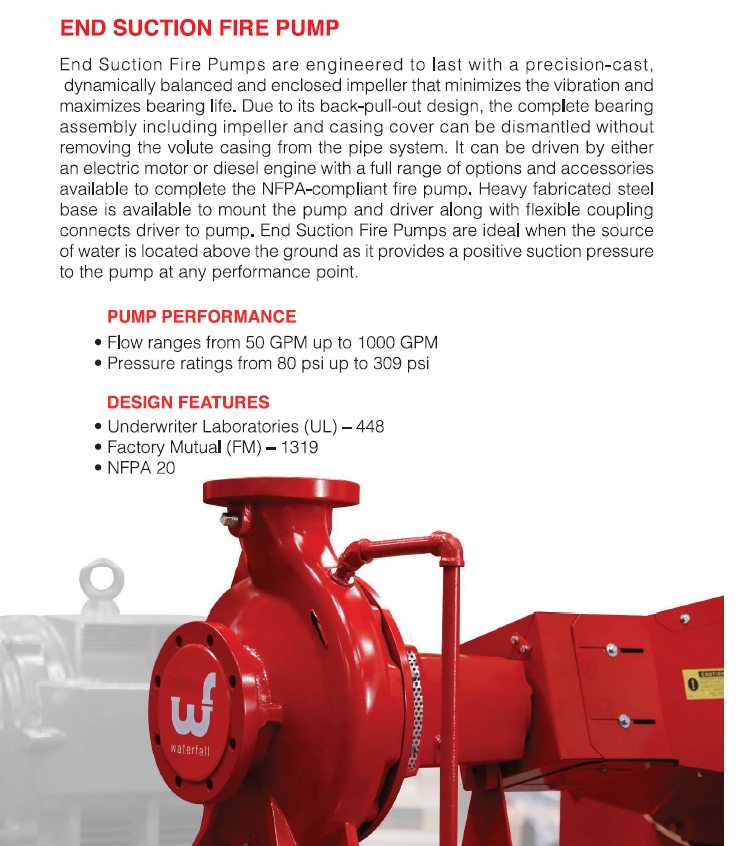 END SUCTION FIRE PUMP
End Suction Fire Pumps are engineered to last with a precision-cast,
dynamically balanced and enclosed impeller that minimizes the vibration and
maximizes bearing life. Due to its back-pull-out design, the complete bearing
assembly including impeller and casing cover can be dismantled without
removing the volute casing from the pipe system. It can be driven by either
an electric motor or diesel engine with a full range of options and accessories
available to complete the NFPA-compliant fire pump. Heavy fabricated steel
base is available to mount the pump and driver along with flexible coupling
connects driver to pump. End Suction Fire Pumps are ideal when the source
of water is located above the ground as it provides a positive suction pressure
to the pump at any performance point.
PUMP PERFORMANCE
• Flow ranges from 50 GPM up to 1000 GPM
• Pressure ratings from 80 psi up to 309 psi
DESIGN FEATURES
• Underwriter Laboratories (UL) – 448
• Factory Mutual (FM) – 1319
• NFPA 20
wf
waterfall